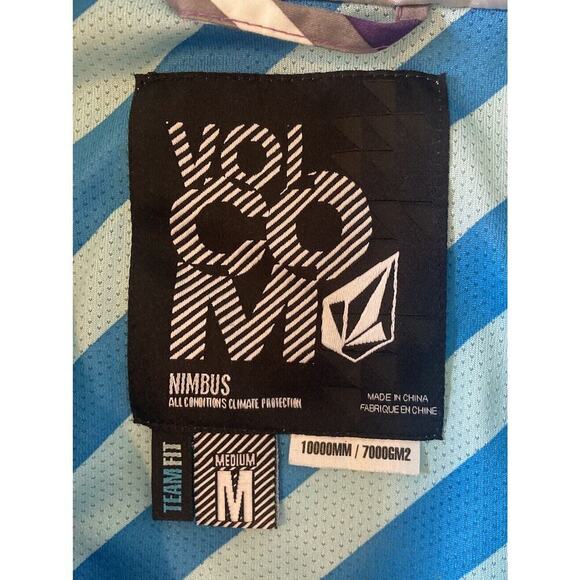 VOL
CO
M
NIMBUS
ALL CONDITIONS CLIMATE PROTECTION
MADE IN CHINA
FABRIQUE EN CHINE
TEAM FIT
MEDIUM
M
10000MM / 7000GM2